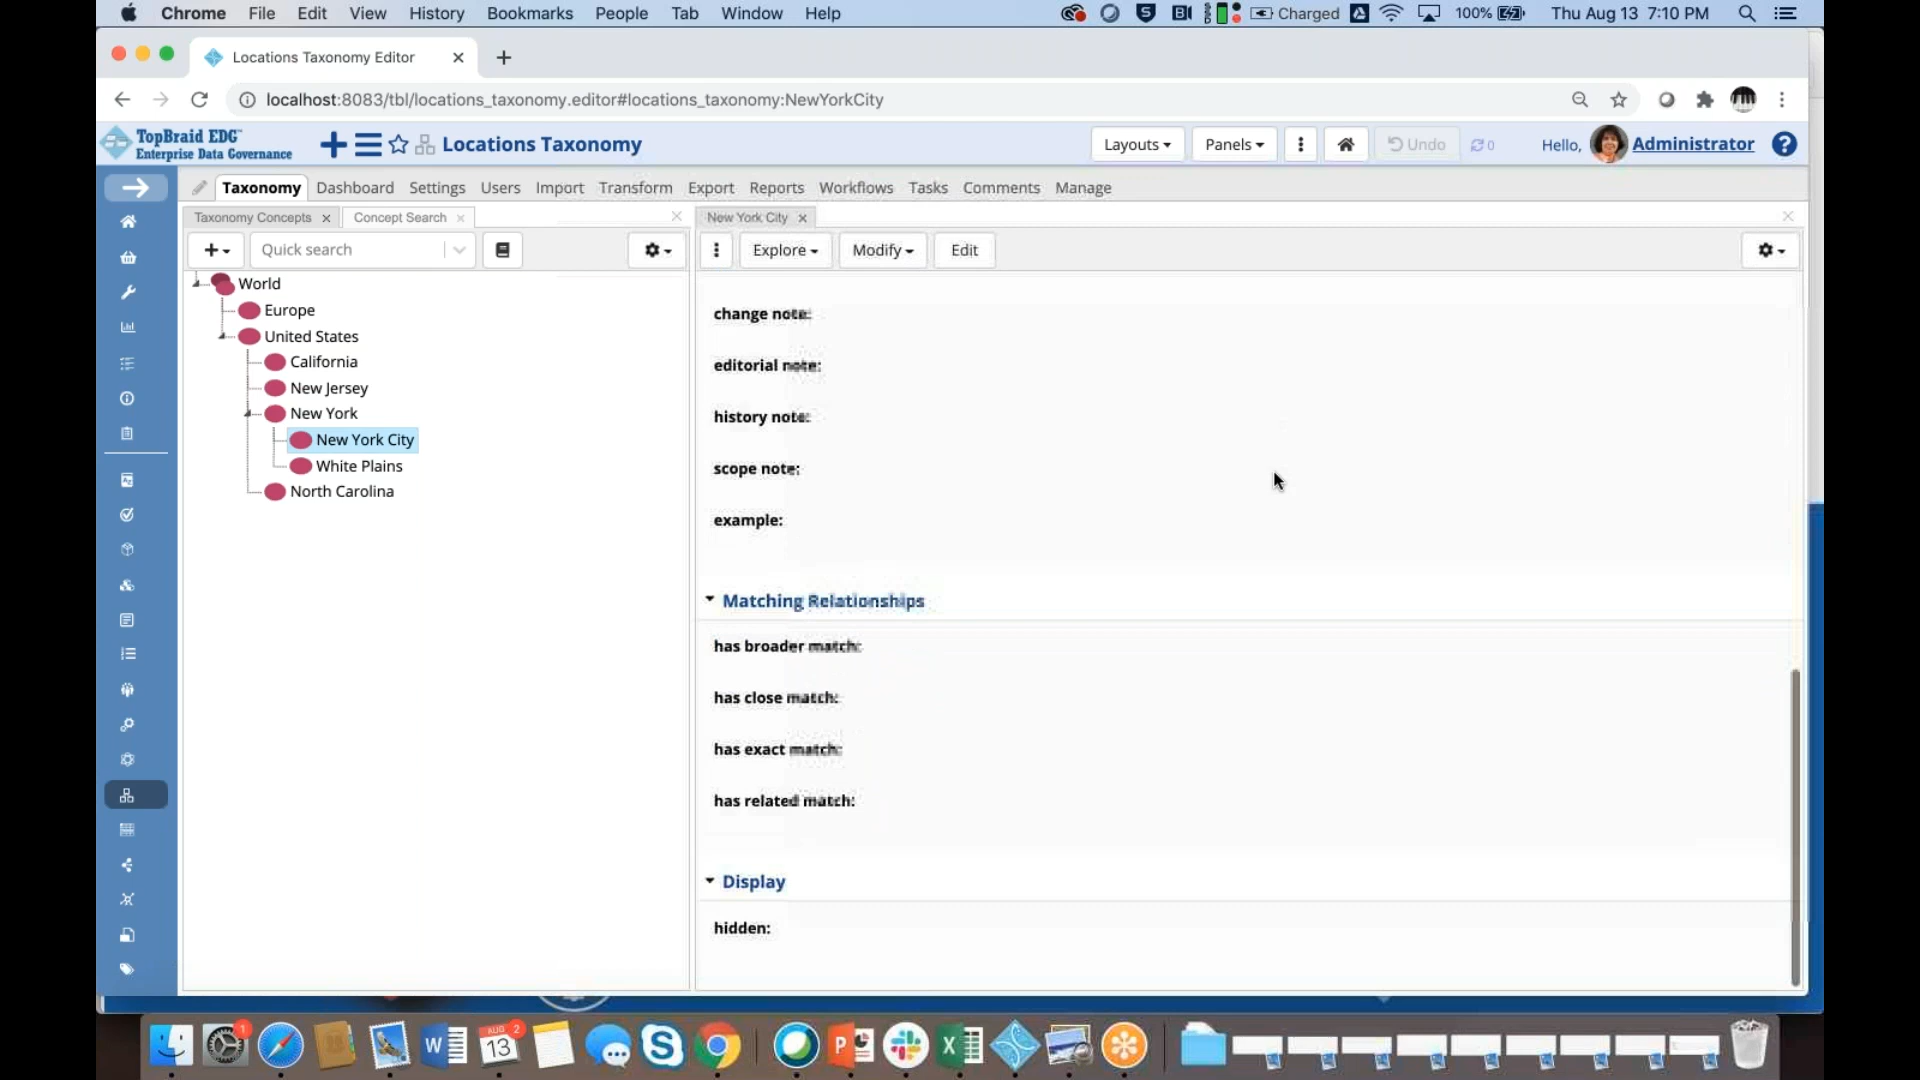 Chrome File Edit View History Bookmarks People Tab Window Help Charged 100% Thu Aug 13 7:10 PM
Locations Taxonomy Editor
localhost:8083/tbl/locations_taxonomy.editor#locations_taxonomy:NewYorkCity
TopBraid EDG™
Enterprise Data Governance
Locations Taxonomy
Layouts Panels Undo 0 Hello, Administrator
Taxonomy Dashboard Settings Users Import Transform Export Reports Workflows Tasks Comments Manage
Taxonomy Concepts Concept Search New York City
Quick search Explore Modify Edit
World
Europe
United States
California
New Jersey
New York
New York City
White Plains
North Carolina
change note:
editorial note:
history note:
scope note:
example:
Matching Relationships
has broader match:
has close match:
has exact match:
has related match:
Display
hidden:
AUG 2
13
1